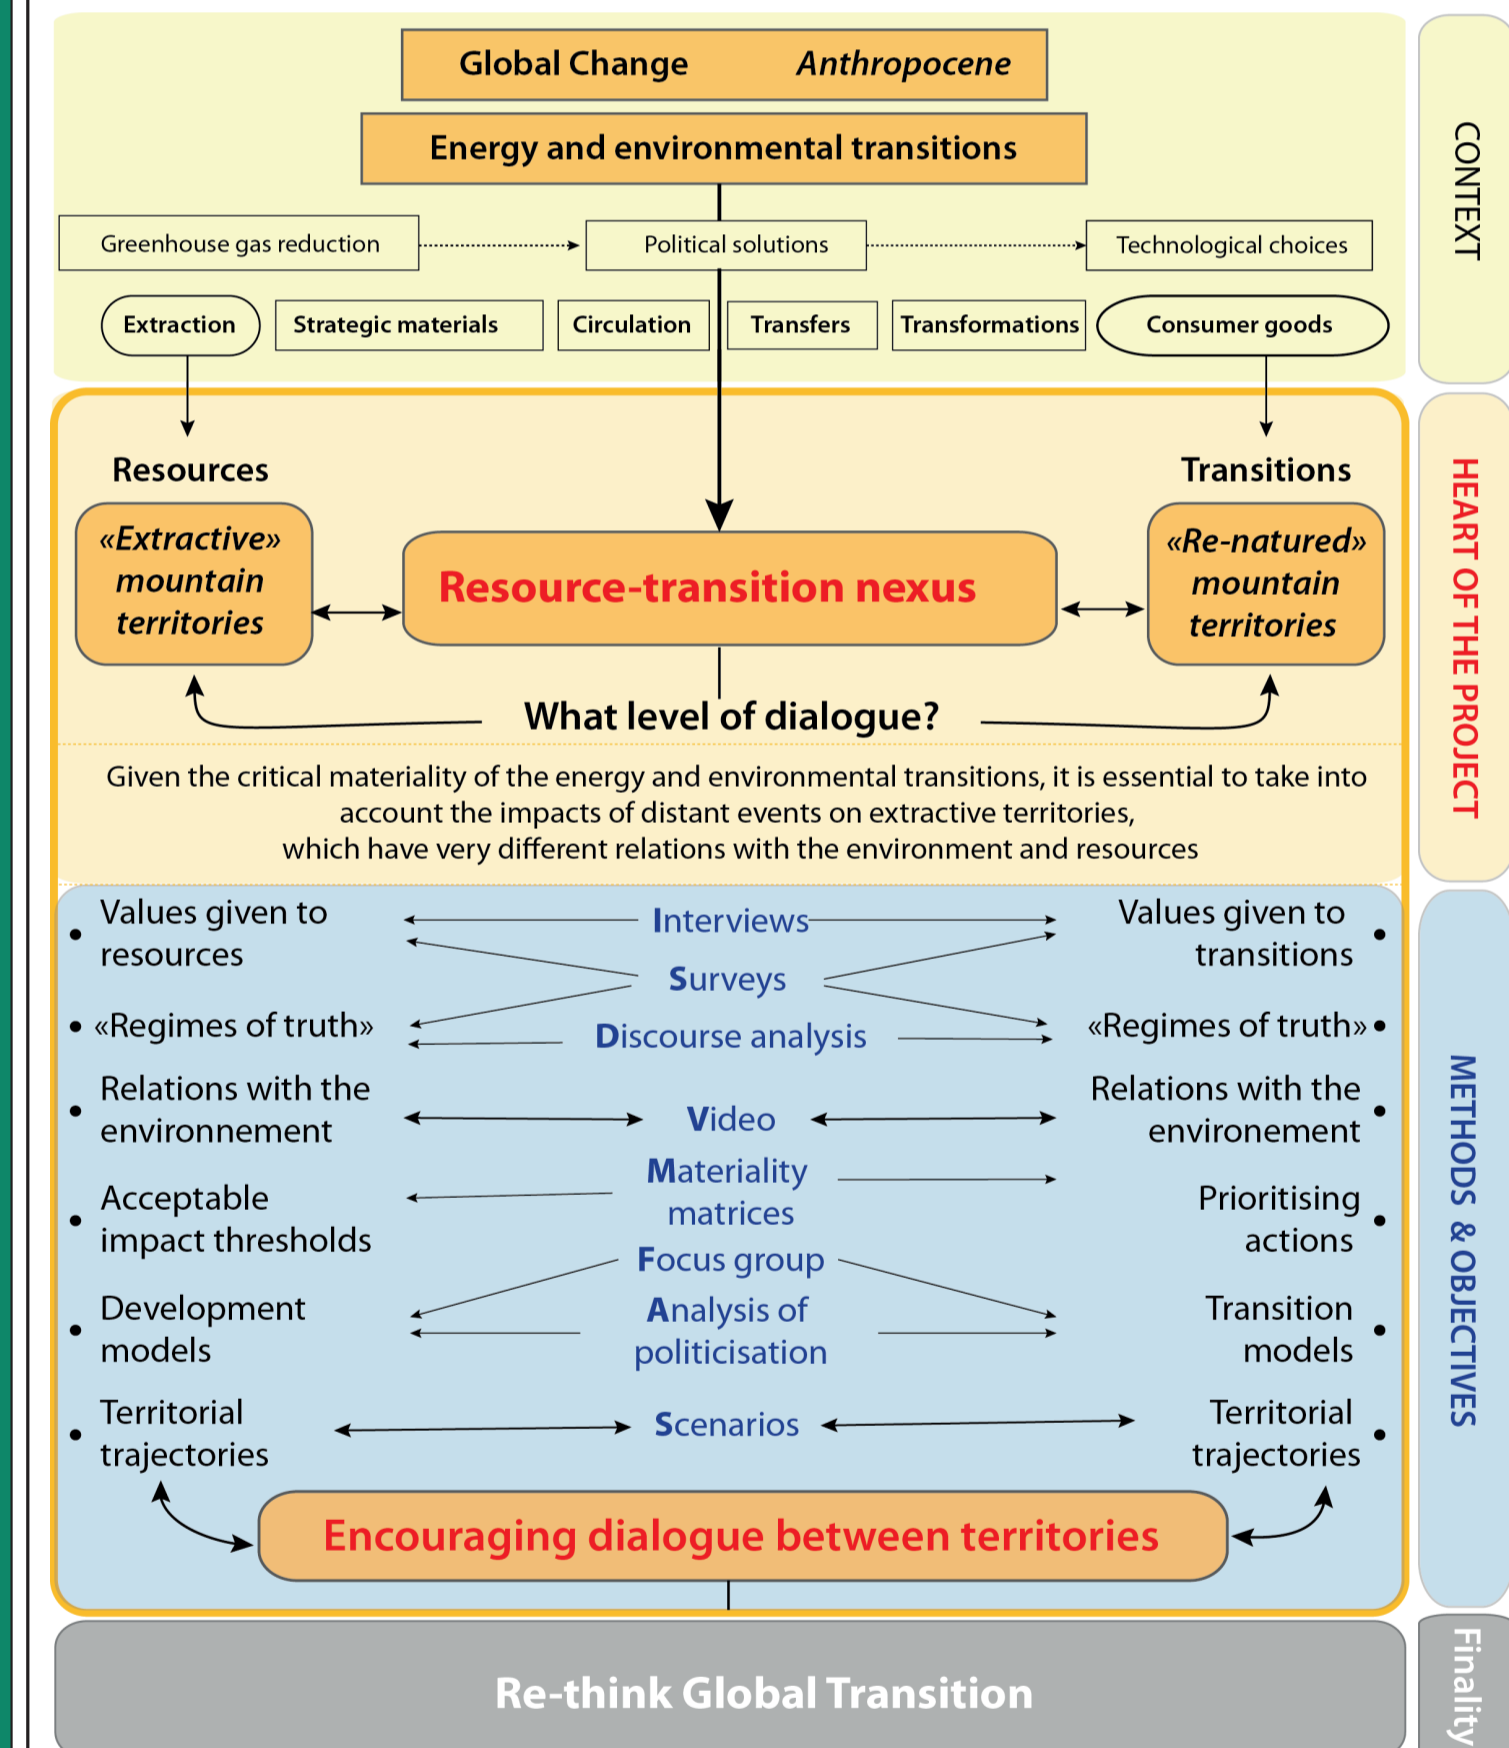 Global Change Anthropocene
Energy and environmental transitions
Greenhouse gas reduction
Political solutions
Technological choices
Extraction
Strategic materials
Circulation
Transfers
Transformations
Consumer goods
CONTEXT
Resources
Transitions
«Extractive»
mountain
territories
Resource-transition nexus
«Re-natured»
mountain
territories
What level of dialogue?
Given the critical materiality of the energy and environmental transitions, it is essential to take into
account the impacts of distant events on extractive territories,
which have very different relations with the environment and resources
HEART OF THE PROJECT
• Values given to
resources
Interviews
Values given to •
transitions
Surveys
• «Regimes of truth»
Discourse analysis
«Regimes of truth» •
• Relations with the
environnement
Video
Relations with the •
environement
• Acceptable
impact thresholds
Materiality
matrices
Prioritising •
actions
Focus group
• Development
models
Analysis of
politicisation
Transition •
models
• Territorial
trajectories
Scenarios
Territorial •
trajectories
Encouraging dialogue between territories
METHODS & OBJECTIVES
Re-think Global Transition
Finality